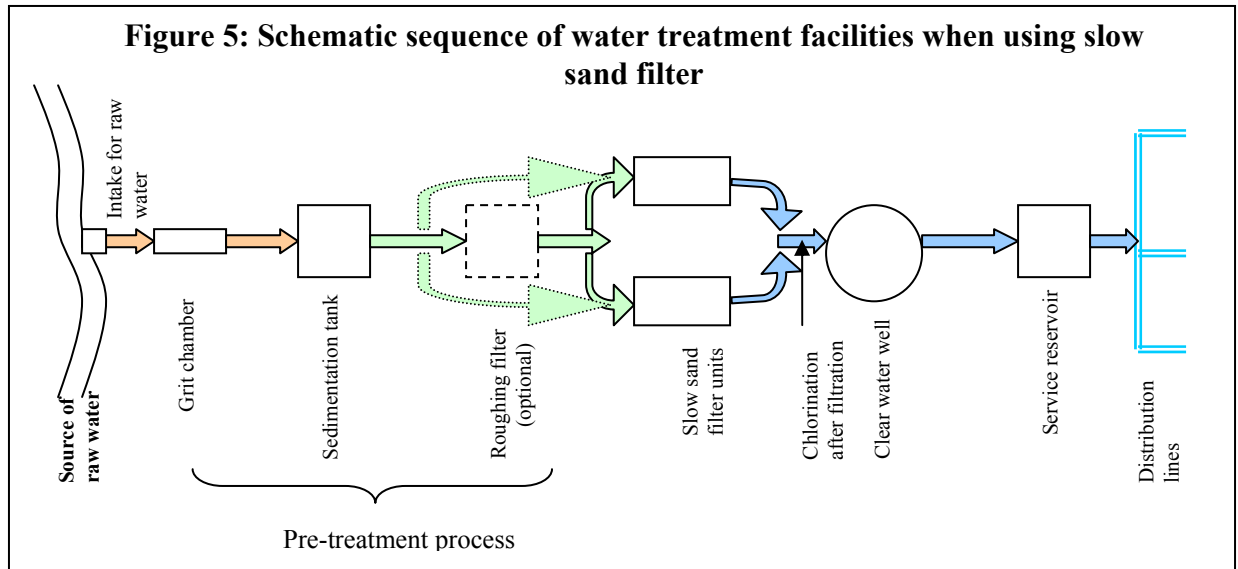 Figure 5: Schematic sequence of water treatment facilities when using slow
sand filter
Source of
raw water
Intake for raw
water
Grit chamber
Sedimentation tank
Roughing filter
(optional)
Slow sand
filter units
Chlorination
after filtration
Clear water well
Service reservoir
Distribution
lines
Pre-treatment process